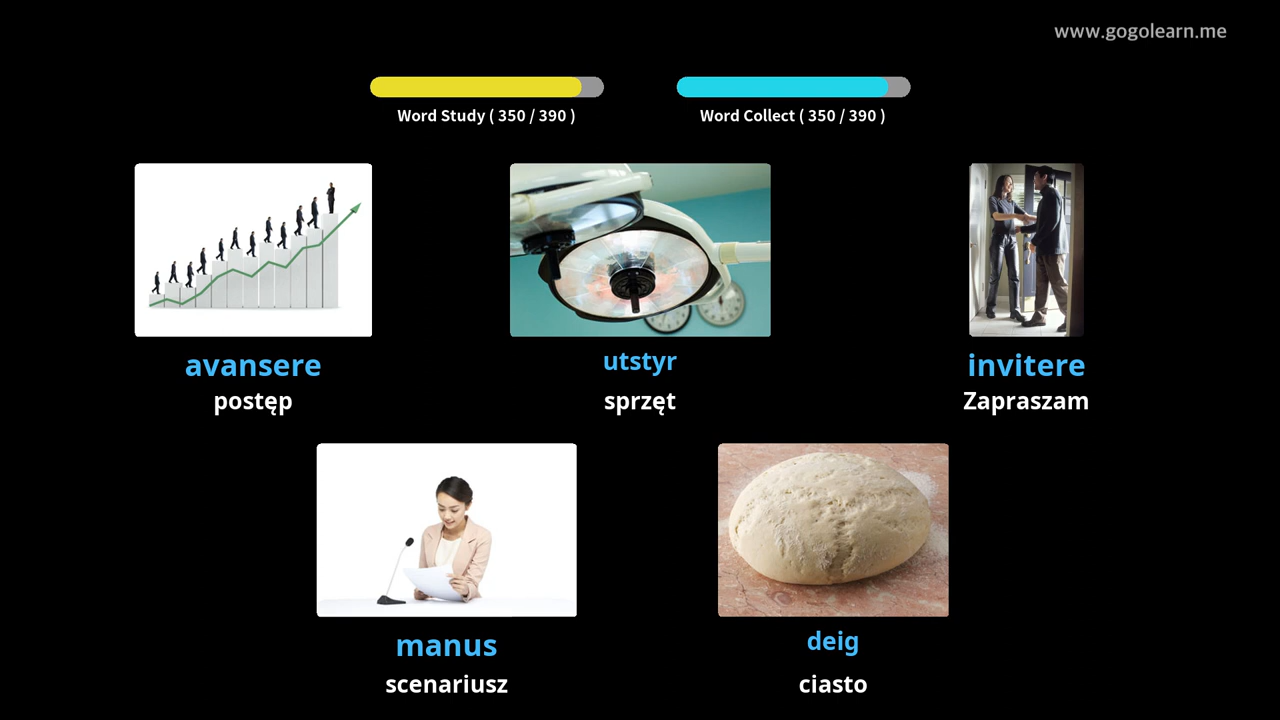 www.gogolearn.me
Word Study ( 350 / 390 )
Word Collect ( 350 / 390 )
avansere
postęp
utstyr
sprzęt
invitere
Zapraszam
manus
scenariusz
deig
ciasto